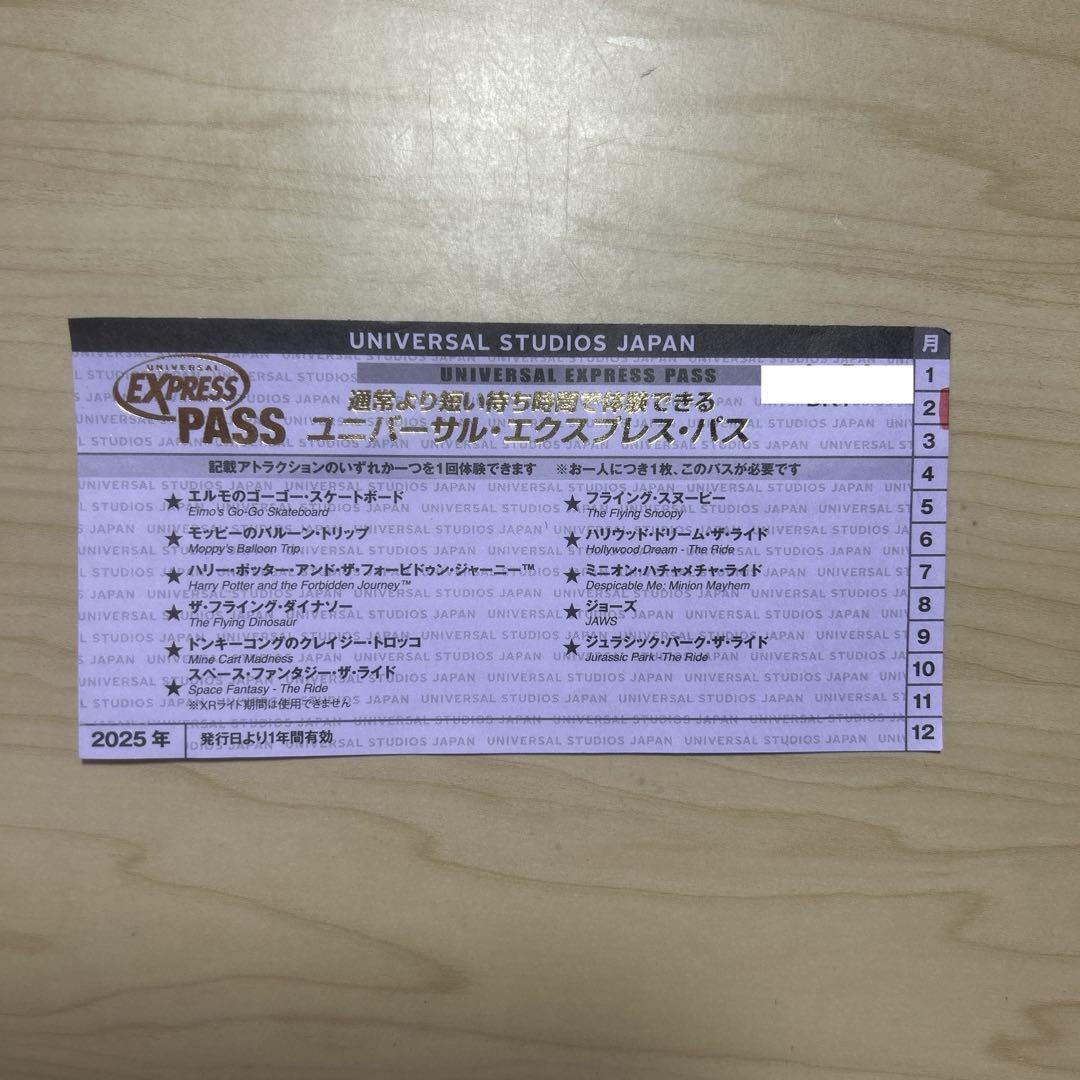 UNIVERSAL STUDIOS JAPAN
月
UNIVERSAL EXPRESS PASS
UNIVERSAL
EXPRESS
PASS
通常より短い待ち時間で体験できる
ユニバーサル・エクスプレス・パス
記載アトラクションのいずれか一つを1回体験できます ※お一人につき1枚、このパスが必要です
★ エルモのゴーゴー・スケートボード
Elmo's Go-Go Skateboard
★ モッピーのバルーン・トリップ
Moppy's Balloon Trip
★ ハリー・ポッター・アンド・ザ・フォービドゥン・ジャーニー™
Harry Potter and the Forbidden Journey™
★ ザ・フライング・ダイナソー
The Flying Dinosaur
★ ドンキーコングのクレイジー・トロッコ
Mine Cart Madness
★ スペース・ファンタジー・ザ・ライド
Space Fantasy - The Ride
※XRライド期間は使用できません
★ フライング・スヌーピー
The Flying Snoopy
★ ハリウッド・ドリーム・ザ・ライド
Hollywood Dream - The Ride
★ ミニオン・ハチャメチャ・ライド
Despicable Me: Minion Mayhem
★ ジョーズ
JAWS
★ ジュラシック・パーク・ザ・ライド
Jurassic Park -The Ride
1
2
3
4
5
6
7
8
9
10
11
12
2025年
発行日より1年間有効